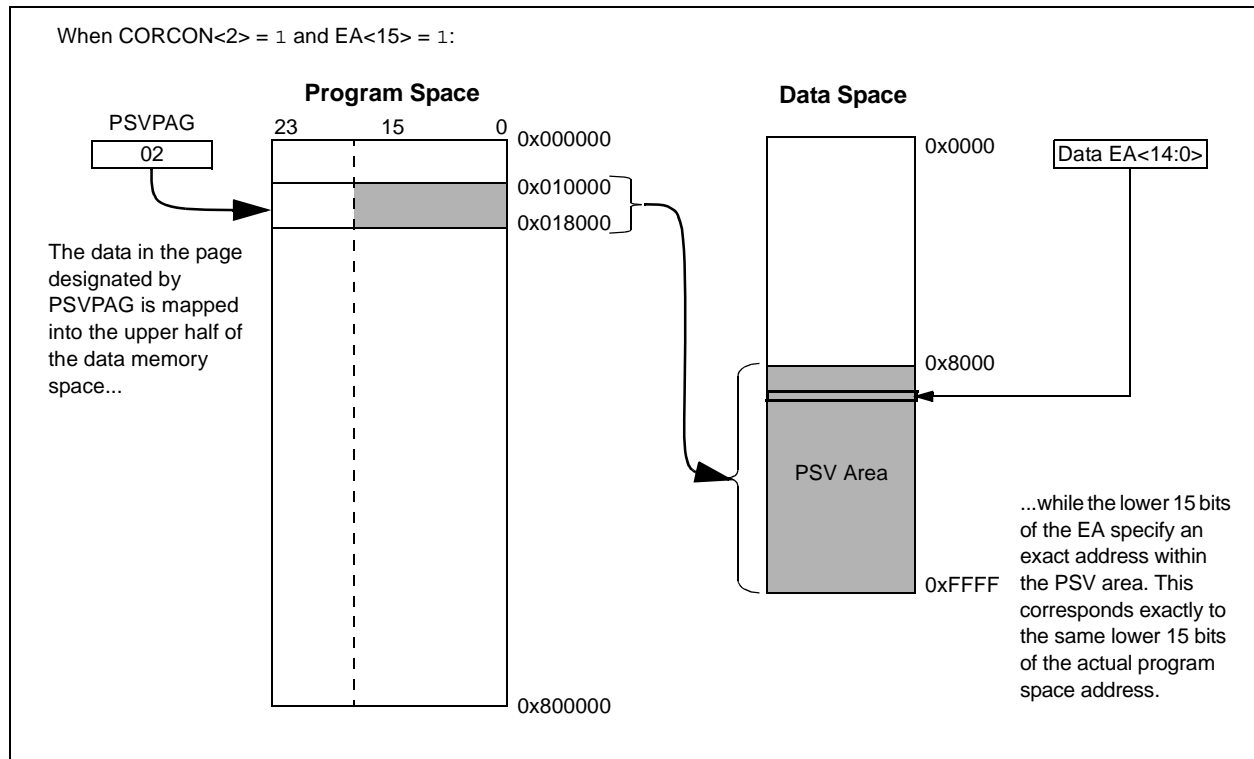 When CORCON<2> = 1 and EA<15> = 1:
Program Space
Data Space
PSVPAG
02
23 15 0
0x000000
0x010000
0x018000
0x800000
The data in the page
designated by
PSVPAG is mapped
into the upper half of
the data memory
space...
0x0000
0x8000
0xFFFF
PSV Area
Data EA<14:0>
...while the lower 15 bits
of the EA specify an
exact address within
the PSV area. This
corresponds exactly to
the same lower 15 bits
of the actual program
space address.